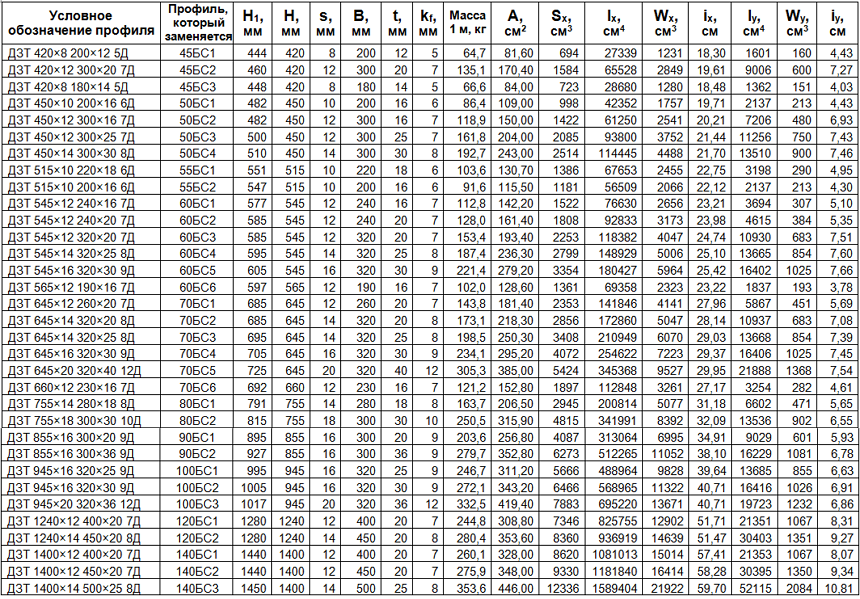 Условное обозначение профиля | Профиль, который заменяется | H₁, мм | H, мм | s, мм | B, мм | t, мм | k_f, мм | Масса 1 м, кг | A, см² | Sₓ, см³ | Iₓ, см⁴ | Wₓ, см³ | iₓ, см | I_y, см⁴ | W_y, см³ | i_y, см
ДЗТ 420×8 200×12 5Д | 45БС1 | 444 | 420 | 8 | 200 | 12 | 5 | 64,7 | 81,60 | 694 | 27339 | 1231 | 18,30 | 1601 | 160 | 4,43
ДЗТ 420×12 300×20 7Д | 45БС2 | 460 | 420 | 12 | 300 | 20 | 7 | 135,1 | 170,40 | 1584 | 65528 | 2849 | 19,61 | 9006 | 600 | 7,27
ДЗТ 420×8 180×14 5Д | 45БС3 | 448 | 420 | 8 | 180 | 14 | 5 | 66,6 | 84,00 | 723 | 28680 | 1280 | 18,48 | 1362 | 151 | 4,03
ДЗТ 450×10 200×16 6Д | 50БС1 | 482 | 450 | 10 | 200 | 16 | 6 | 86,4 | 109,00 | 998 | 42352 | 1757 | 19,71 | 2137 | 213 | 4,43
ДЗТ 450×12 300×16 7Д | 50БС2 | 482 | 450 | 12 | 300 | 16 | 7 | 118,9 | 150,00 | 1422 | 61250 | 2541 | 20,21 | 7206 | 480 | 6,93
ДЗТ 450×12 300×25 7Д | 50БС3 | 500 | 450 | 12 | 300 | 25 | 7 | 161,8 | 204,00 | 2085 | 93800 | 3752 | 21,44 | 11256 | 750 | 7,43
ДЗТ 450×14 300×30 8Д | 50БС4 | 510 | 450 | 14 | 300 | 30 | 8 | 192,7 | 243,00 | 2514 | 114445 | 4488 | 21,70 | 13510 | 900 | 7,46
ДЗТ 515×10 220×18 6Д | 55БС1 | 551 | 515 | 10 | 220 | 18 | 6 | 103,6 | 130,70 | 1386 | 67653 | 2455 | 22,75 | 3198 | 290 | 4,95
ДЗТ 515×10 200×16 6Д | 55БС2 | 547 | 515 | 10 | 200 | 16 | 6 | 91,6 | 115,50 | 1181 | 56509 | 2066 | 22,12 | 2137 | 213 | 4,30
ДЗТ 545×12 240×16 7Д | 60БС1 | 577 | 545 | 12 | 240 | 16 | 7 | 112,8 | 142,20 | 1522 | 76630 | 2656 | 23,21 | 3694 | 307 | 5,10
ДЗТ 545×12 240×20 7Д | 60БС2 | 585 | 545 | 12 | 240 | 20 | 7 | 128,0 | 161,40 | 1808 | 92833 | 3173 | 23,98 | 4615 | 384 | 5,35
ДЗТ 545×12 320×20 7Д | 60БС3 | 585 | 545 | 12 | 320 | 20 | 7 | 153,4 | 193,40 | 2253 | 118382 | 4047 | 24,74 | 10930 | 683 | 7,51
ДЗТ 545×14 320×25 8Д | 60БС4 | 595 | 545 | 14 | 320 | 25 | 8 | 187,4 | 236,30 | 2799 | 148929 | 5006 | 25,10 | 13665 | 854 | 7,60
ДЗТ 545×16 320×30 9Д | 60БС5 | 605 | 545 | 16 | 320 | 30 | 9 | 221,4 | 279,20 | 3354 | 180427 | 5964 | 25,42 | 16402 | 1025 | 7,66
ДЗТ 565×12 190×16 7Д | 60БС6 | 597 | 565 | 12 | 190 | 16 | 7 | 102,0 | 128,60 | 1361 | 69358 | 2323 | 23,22 | 1837 | 193 | 3,78
ДЗТ 645×12 260×20 7Д | 70БС1 | 685 | 645 | 12 | 260 | 20 | 7 | 143,8 | 181,40 | 2353 | 141846 | 4141 | 27,96 | 5867 | 451 | 5,69
ДЗТ 645×14 320×20 8Д | 70БС2 | 685 | 645 | 14 | 320 | 20 | 8 | 173,1 | 218,30 | 2856 | 172860 | 5047 | 28,14 | 10937 | 683 | 7,08
ДЗТ 645×14 320×25 8Д | 70БС3 | 695 | 645 | 14 | 320 | 25 | 8 | 198,5 | 250,30 | 3408 | 210949 | 6070 | 29,03 | 13668 | 854 | 7,39
ДЗТ 645×16 320×30 9Д | 70БС4 | 705 | 645 | 16 | 320 | 30 | 9 | 234,1 | 295,20 | 4072 | 254622 | 7223 | 29,37 | 16406 | 1025 | 7,45
ДЗТ 645×20 320×40 12Д | 70БС5 | 725 | 645 | 20 | 320 | 40 | 12 | 305,3 | 385,00 | 5424 | 345368 | 9527 | 29,95 | 21888 | 1368 | 7,54
ДЗТ 660×12 230×16 7Д | 70БС6 | 692 | 660 | 12 | 230 | 16 | 7 | 121,2 | 152,80 | 1897 | 112848 | 3261 | 27,17 | 3254 | 282 | 4,61
ДЗТ 755×14 280×18 8Д | 80БС1 | 791 | 755 | 14 | 280 | 18 | 8 | 163,7 | 206,50 | 2945 | 200814 | 5077 | 31,18 | 6602 | 471 | 5,65
ДЗТ 755×18 300×30 10Д | 80БС2 | 815 | 755 | 18 | 300 | 30 | 10 | 250,5 | 315,90 | 4815 | 341991 | 8392 | 32,09 | 13536 | 902 | 6,55
ДЗТ 855×16 300×20 9Д | 90БС1 | 895 | 855 | 16 | 300 | 20 | 9 | 203,6 | 256,80 | 4087 | 313064 | 6995 | 34,91 | 9029 | 601 | 5,93
ДЗТ 855×16 300×36 9Д | 90БС2 | 927 | 855 | 16 | 300 | 36 | 9 | 279,7 | 352,80 | 6273 | 512265 | 11052 | 38,10 | 16229 | 1081 | 6,78
ДЗТ 945×16 320×25 9Д | 100БС1 | 995 | 945 | 16 | 320 | 25 | 9 | 246,7 | 311,20 | 5666 | 488964 | 9828 | 39,64 | 13685 | 855 | 6,63
ДЗТ 945×16 320×30 9Д | 100БС2 | 1005 | 945 | 16 | 320 | 30 | 9 | 272,1 | 343,20 | 6466 | 568965 | 11322 | 40,71 | 16416 | 1026 | 6,91
ДЗТ 945×20 320×36 12Д | 100БС3 | 1017 | 945 | 20 | 320 | 36 | 12 | 332,5 | 419,40 | 7883 | 695220 | 13671 | 40,71 | 19723 | 1232 | 6,86
ДЗТ 1240×12 400×20 7Д | 120БС1 | 1280 | 1240 | 12 | 400 | 20 | 7 | 244,8 | 308,80 | 7346 | 825755 | 12902 | 51,71 | 21351 | 1067 | 8,31
ДЗТ 1240×14 450×20 8Д | 120БС2 | 1280 | 1240 | 14 | 450 | 20 | 8 | 280,4 | 353,60 | 8360 | 936919 | 14639 | 51,47 | 30403 | 1351 | 9,27
ДЗТ 1400×12 400×20 7Д | 140БС1 | 1440 | 1400 | 12 | 400 | 20 | 7 | 260,1 | 328,00 | 8620 | 1081013 | 15014 | 57,41 | 21353 | 1067 | 8,07
ДЗТ 1400×12 450×20 7Д | 140БС2 | 1440 | 1400 | 12 | 450 | 20 | 7 | 275,9 | 348,00 | 9330 | 1181840 | 16414 | 58,28 | 30395 | 1350 | 9,34
ДЗТ 1400×14 500×25 8Д | 140БС3 | 1450 | 1400 | 14 | 500 | 25 | 8 | 353,6 | 446,00 | 12336 | 1589404 | 21922 | 59,70 | 52115 | 2084 | 10,81